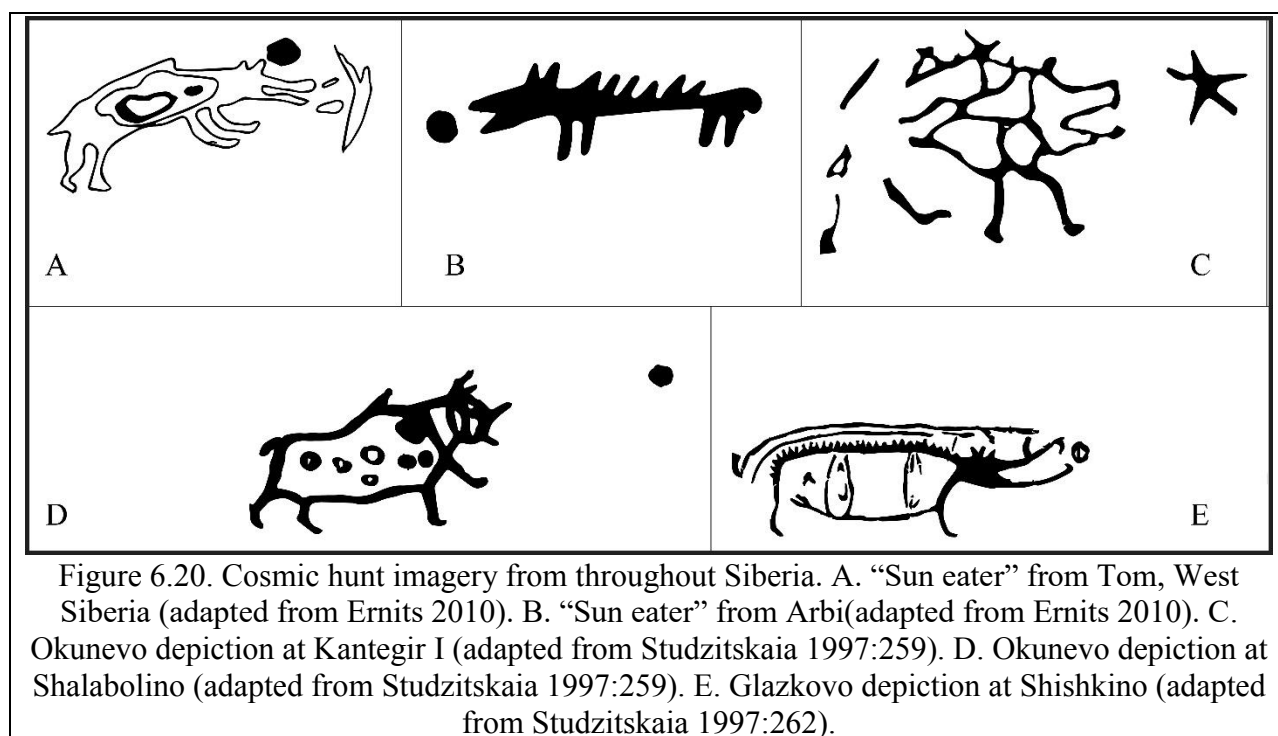 A
B
C
D
E
Figure 6.20. Cosmic hunt imagery from throughout Siberia. A. “Sun eater” from Tom, West
Siberia (adapted from Ernits 2010). B. “Sun eater” from Arbi(adapted from Ernits 2010). C.
Okunevo depiction at Kantegir I (adapted from Studzitskaia 1997:259). D. Okunevo depiction at
Shalabolino (adapted from Studzitskaia 1997:259). E. Glazkovo depiction at Shishkino (adapted
from Studzitskaia 1997:262).